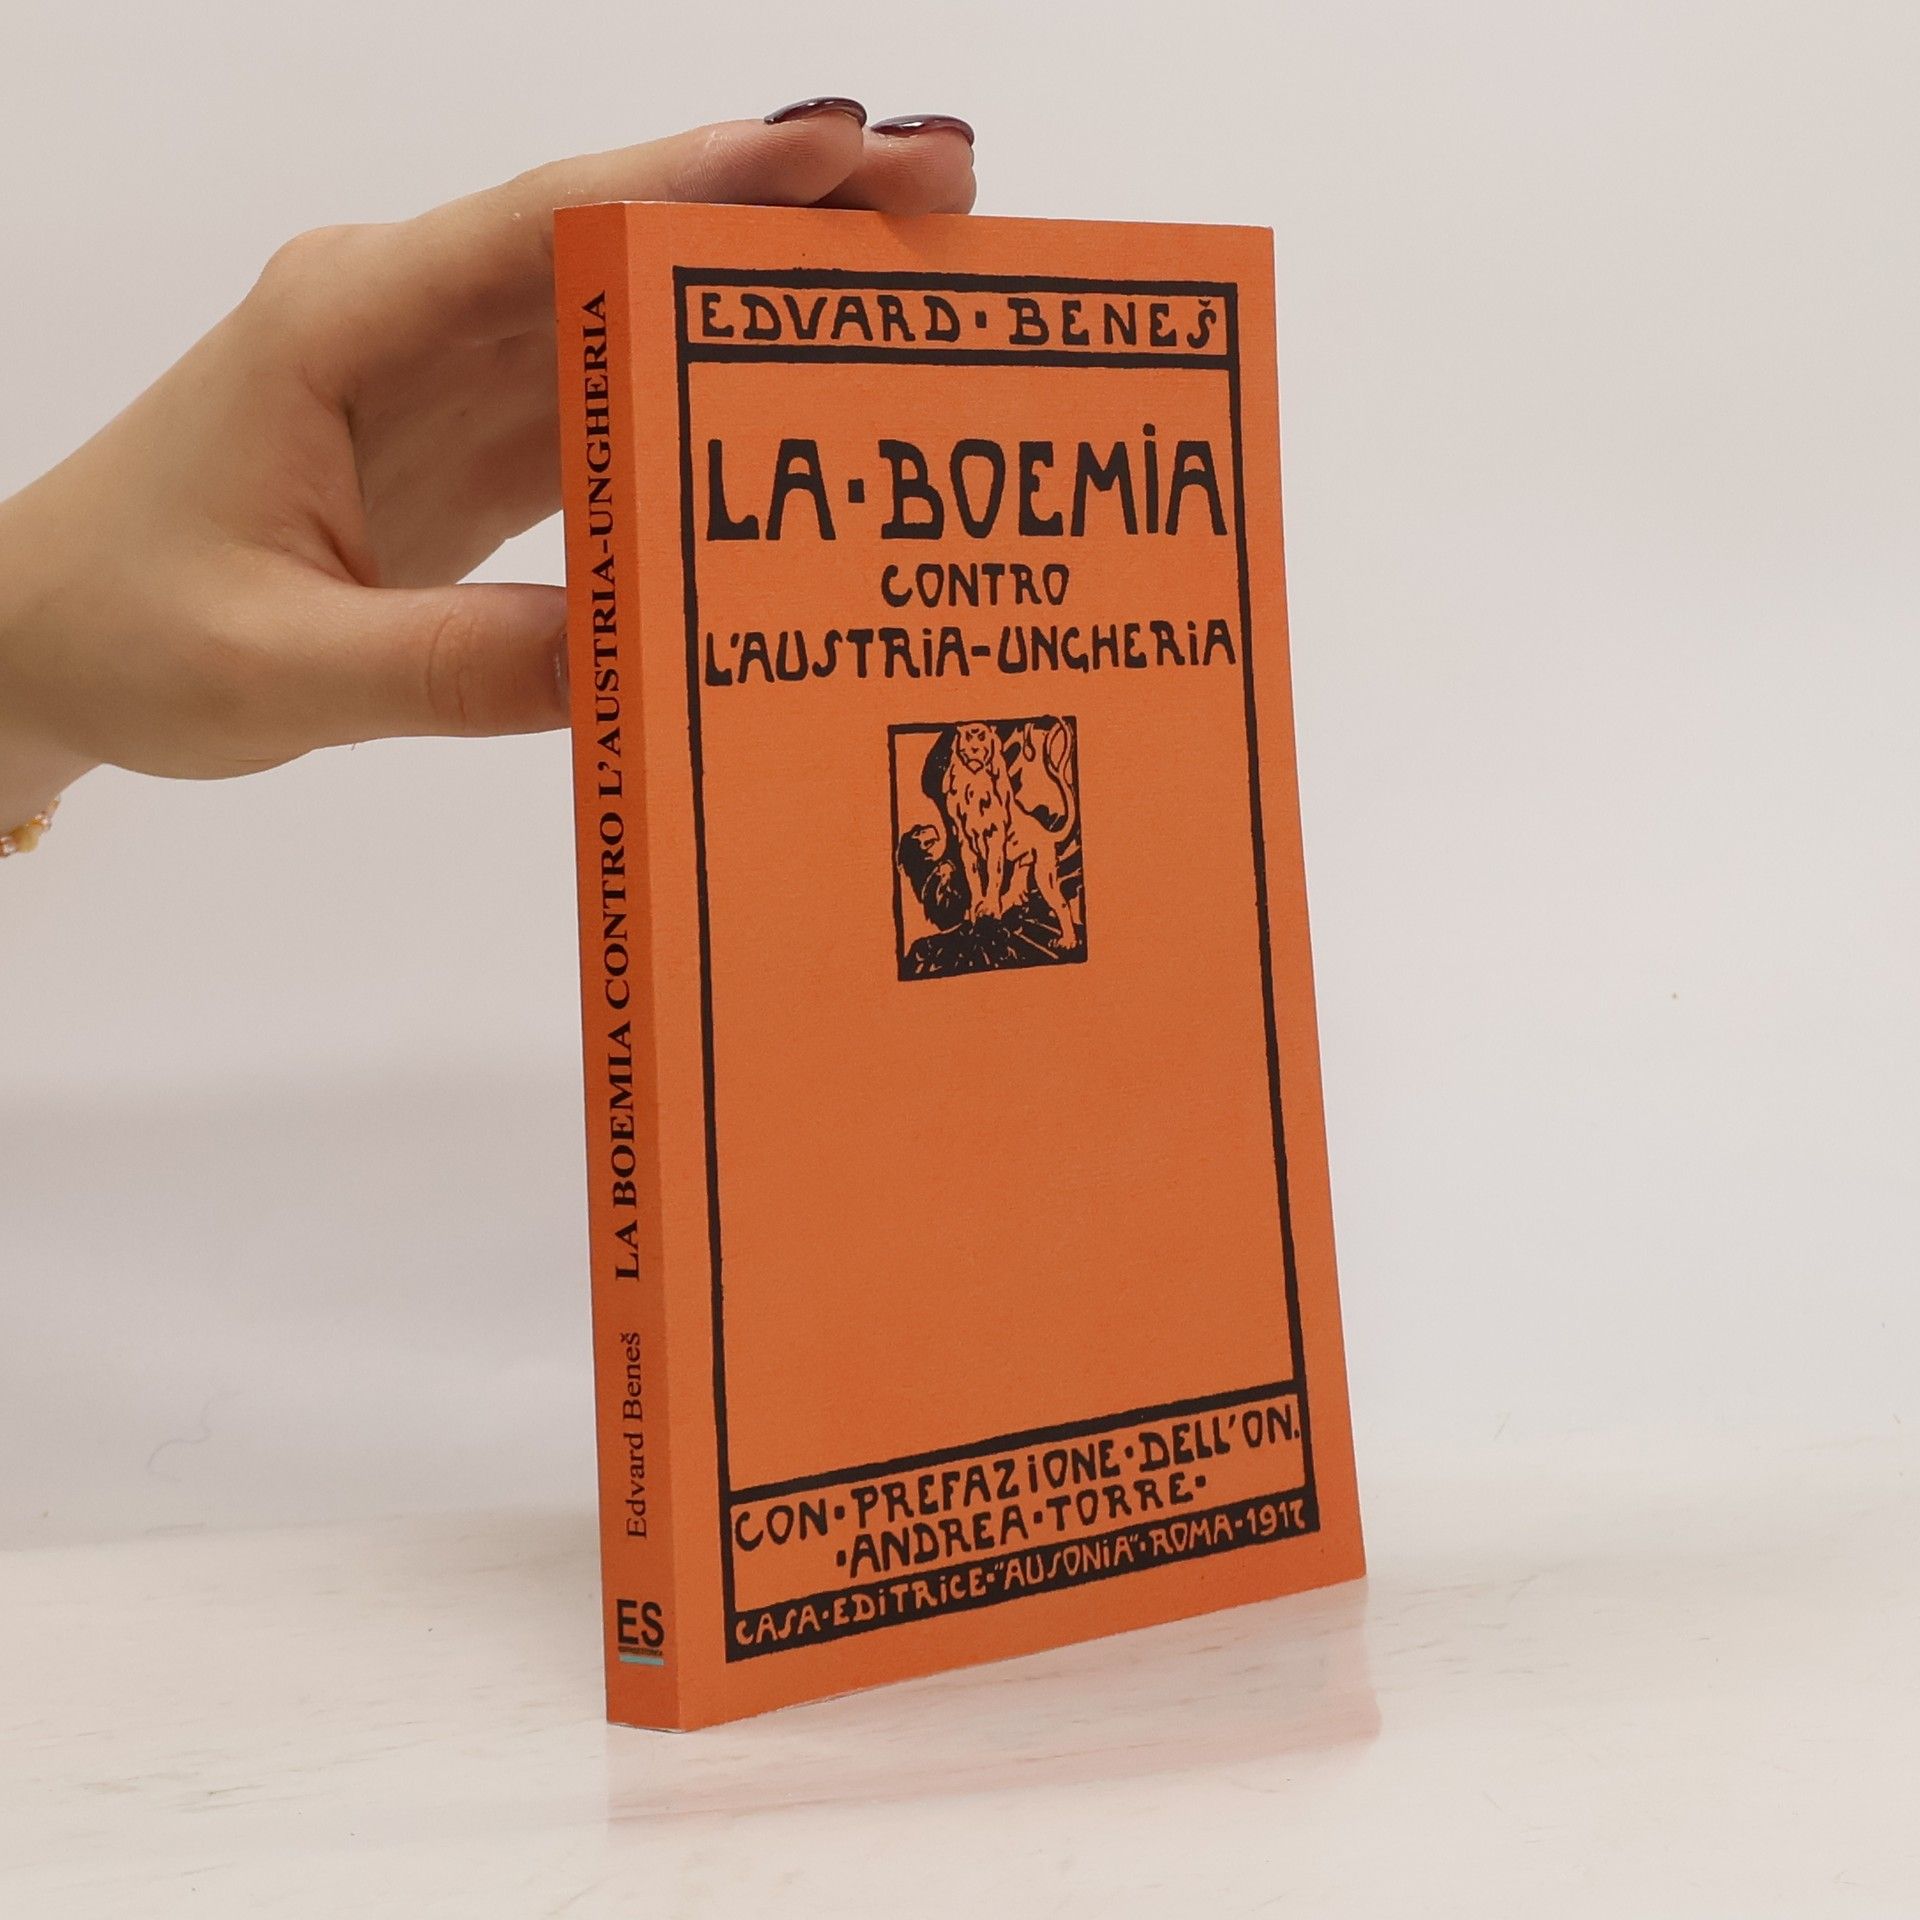 EDVARD · BENEŠ
LA · BOEMiA
CONTRO
L'AUSTRiA-UNGHERiA
CON · PREFAZiONE · DELL'ON.
· ANDREA · TORRE ·
CASA · EDiTRiCE · "AUSONiA" · ROMA · 1917
Edvard Beneš LA BOEMIA CONTRO L'AUSTRIA-UNGHERIA
ES